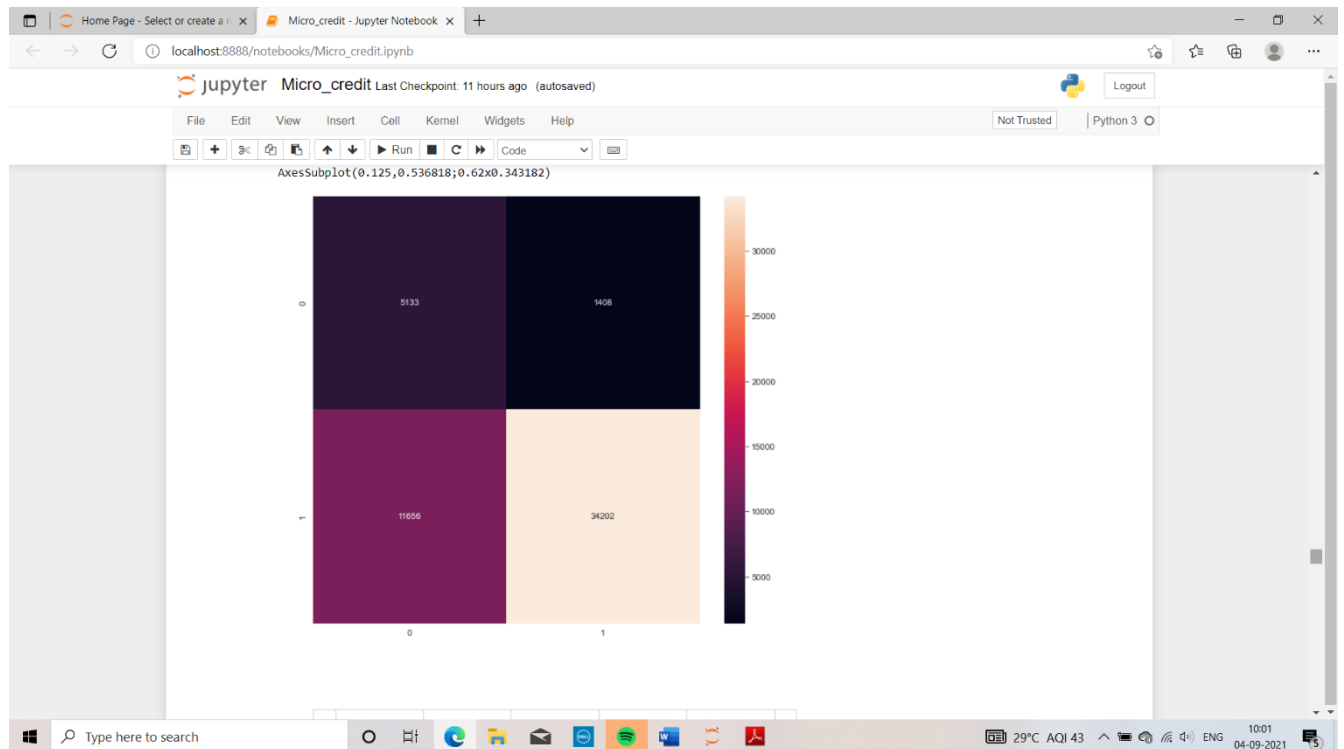 Home Page - Select or create a n
Micro_credit - Jupyter Notebook
localhost:8888/notebooks/Micro_credit.ipynb
jupyter Micro_credit Last Checkpoint: 11 hours ago (autosaved)
Logout
File Edit View Insert Cell Kernel Widgets Help
Not Trusted
Python 3
Run
Code
AxesSubplot(0.125,0.536818;0.62x0.343182)
30000
0 5133 1408
25000
20000
15000
1 11656 34202
10000
5000
0 1
Type here to search
29°C AQI 43
ENG
10:01
04-09-2021
5